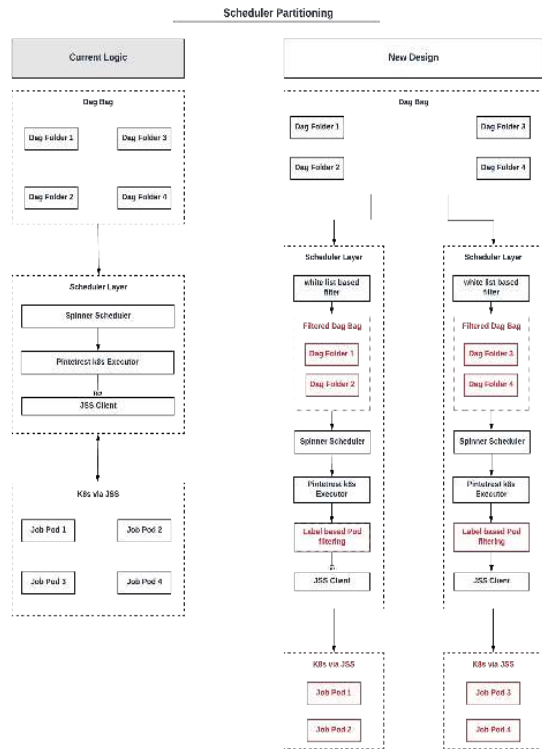 Scheduler Partitioning
Current Logic
Dag Bag
Dag Folder 1
Dag Folder 3
Dag Folder 2
Dag Folder 4
Scheduler Layer
Spinner Scheduler
Pintetrest k8s Executor
JSS Client
K8s via JSS
Job Pod 1
Job Pod 2
Job Pod 3
Job Pod 4
New Design
Dag Bag
Dag Folder 1
Dag Folder 3
Dag Folder 2
Dag Folder 4
Scheduler Layer
white list based
filter
Filtered Dag Bag
Dag Folder 1
Dag Folder 2
Spinner Scheduler
Pintetrest k8s
Executor
Label based Pod
filtering
JSS Client
K8s via JSS
Job Pod 1
Job Pod 2
Scheduler Layer
white list based
filter
Filtered Dag Bag
Dag Folder 3
Dag Folder 4
Spinner Scheduler
Pintetrest k8s
Executor
Label based Pod
filtering
JSS Client
K8s via JSS
Job Pod 3
Job Pod 4